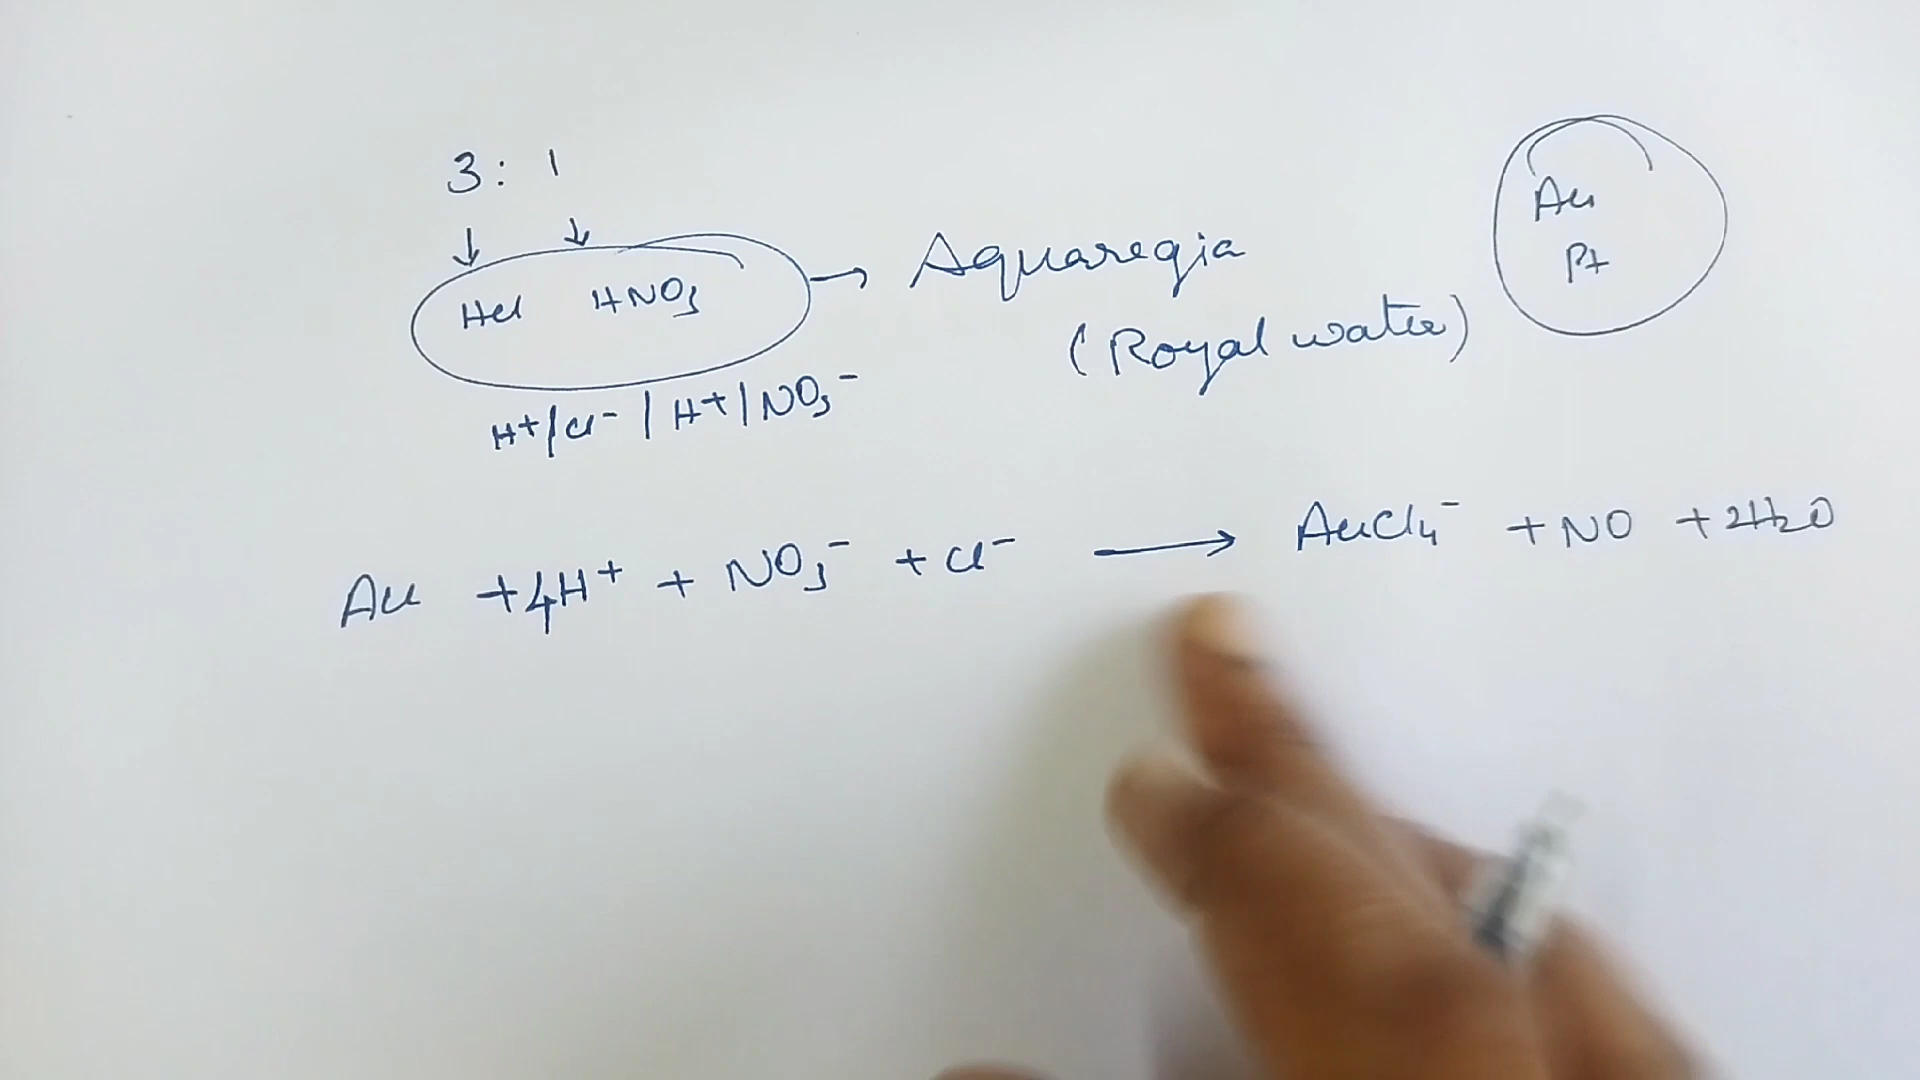 3 : 1
HCl HNO₃ → Aquaregia
(Royal water)
Au
Pt
H⁺/Cl⁻ / H⁺/NO₃⁻
Au + 4H⁺ + NO₃⁻ + Cl⁻ → AuCl₄⁻ + NO + 2H₂O